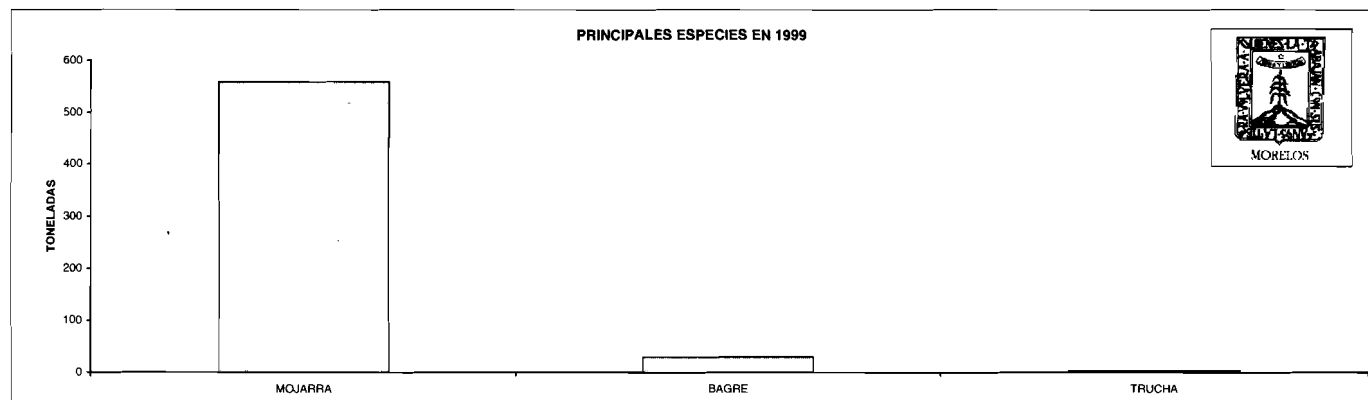 PRINCIPALES ESPECIES EN 1999
TONELADAS
600
500
400
300
200
100
0
MOJARRA
BAGRE
TRUCHA
MORELOS